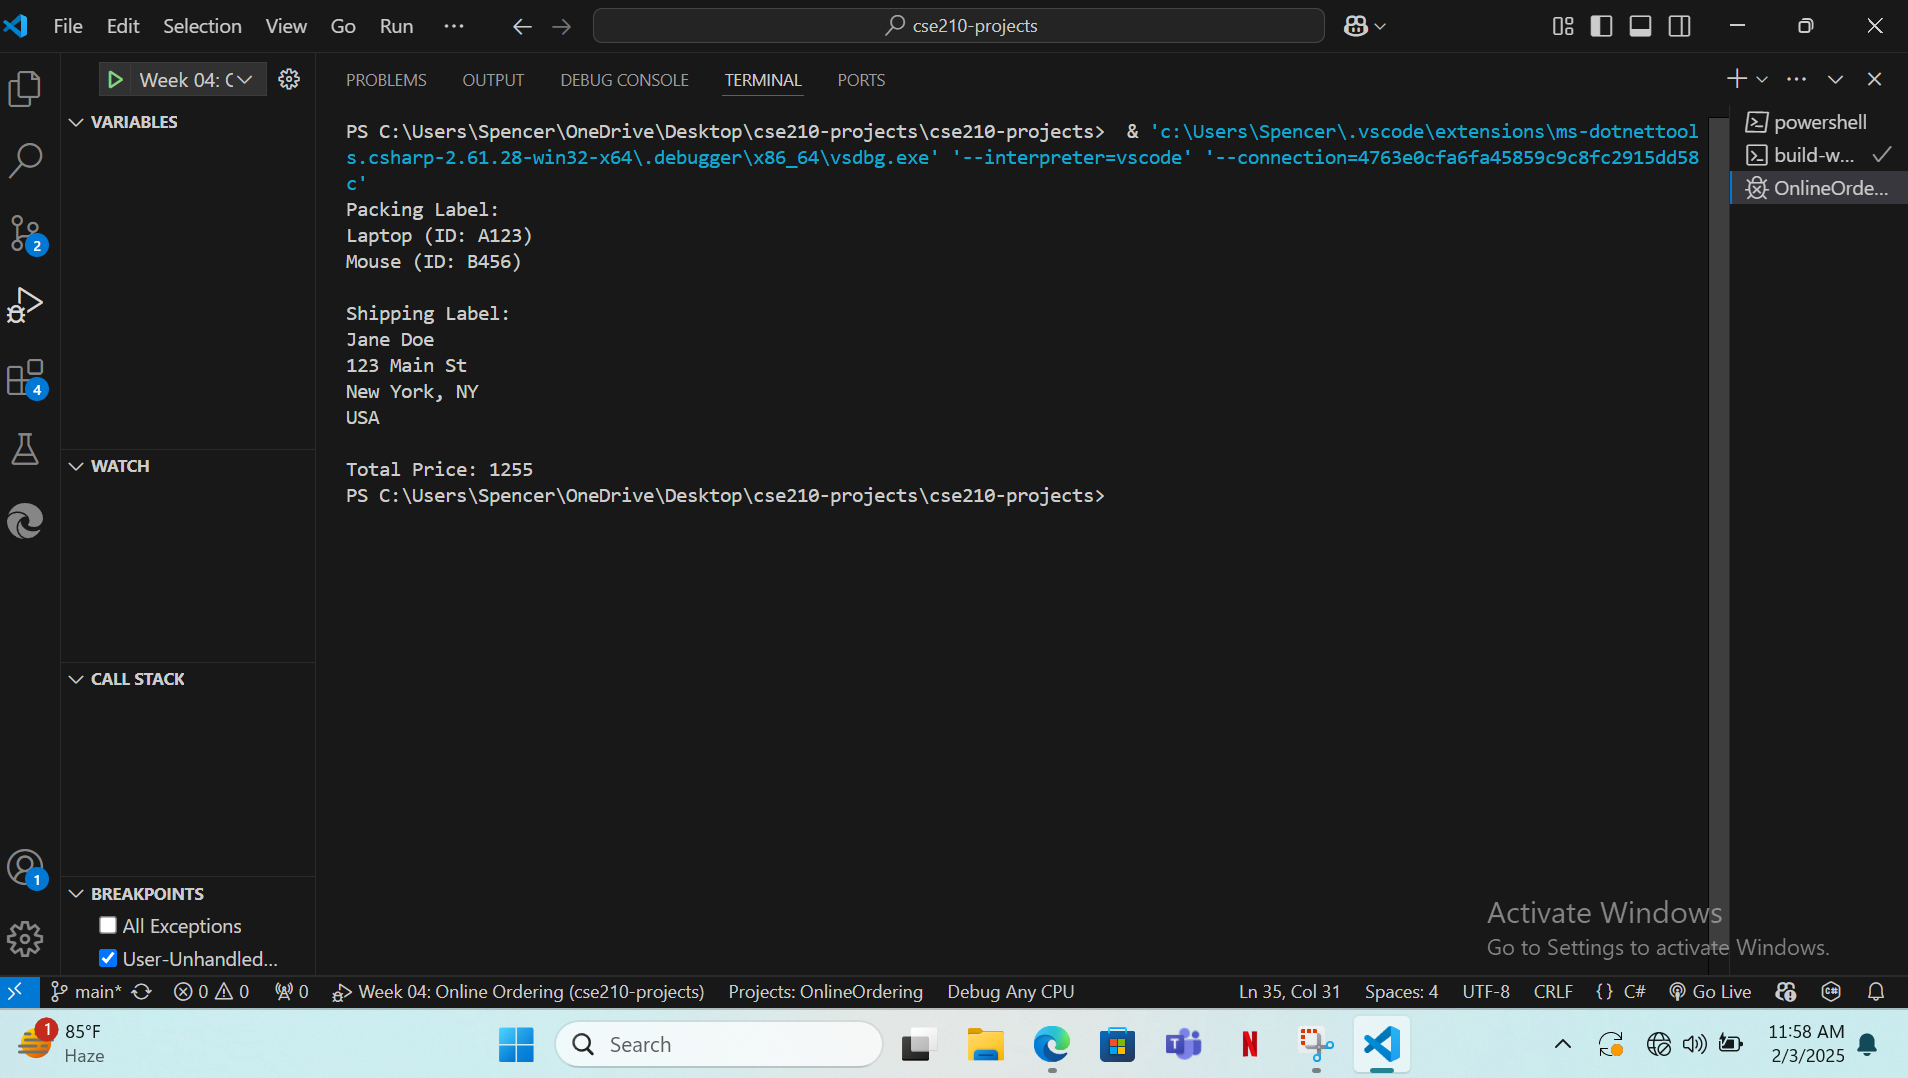 File Edit Selection View Go Run ··· cse210-projects
Week 04: C
PROBLEMS OUTPUT DEBUG CONSOLE TERMINAL PORTS
VARIABLES
WATCH
CALL STACK
BREAKPOINTS
All Exceptions
User-Unhandled...
2
4
1
PS C:\Users\Spencer\OneDrive\Desktop\cse210-projects\cse210-projects>  & 'c:\Users\Spencer\.vscode\extensions\ms-dotnettool
s.csharp-2.61.28-win32-x64\.debugger\x86_64\vsdbg.exe' '--interpreter=vscode' '--connection=4763e0cfa6fa45859c9c8fc2915dd58
c'
Packing Label:
Laptop (ID: A123)
Mouse (ID: B456)
Shipping Label:
Jane Doe
123 Main St
New York, NY
USA
Total Price: 1255
PS C:\Users\Spencer\OneDrive\Desktop\cse210-projects\cse210-projects>
powershell
build-w...
OnlineOrde...
Activate Windows
Go to Settings to activate Windows.
main* 0 0 0 Week 04: Online Ordering (cse210-projects) Projects: OnlineOrdering Debug Any CPU Ln 35, Col 31 Spaces: 4 UTF-8 CRLF {} C# Go Live
1 85°F
Haze
Search
11:58 AM
2/3/2025